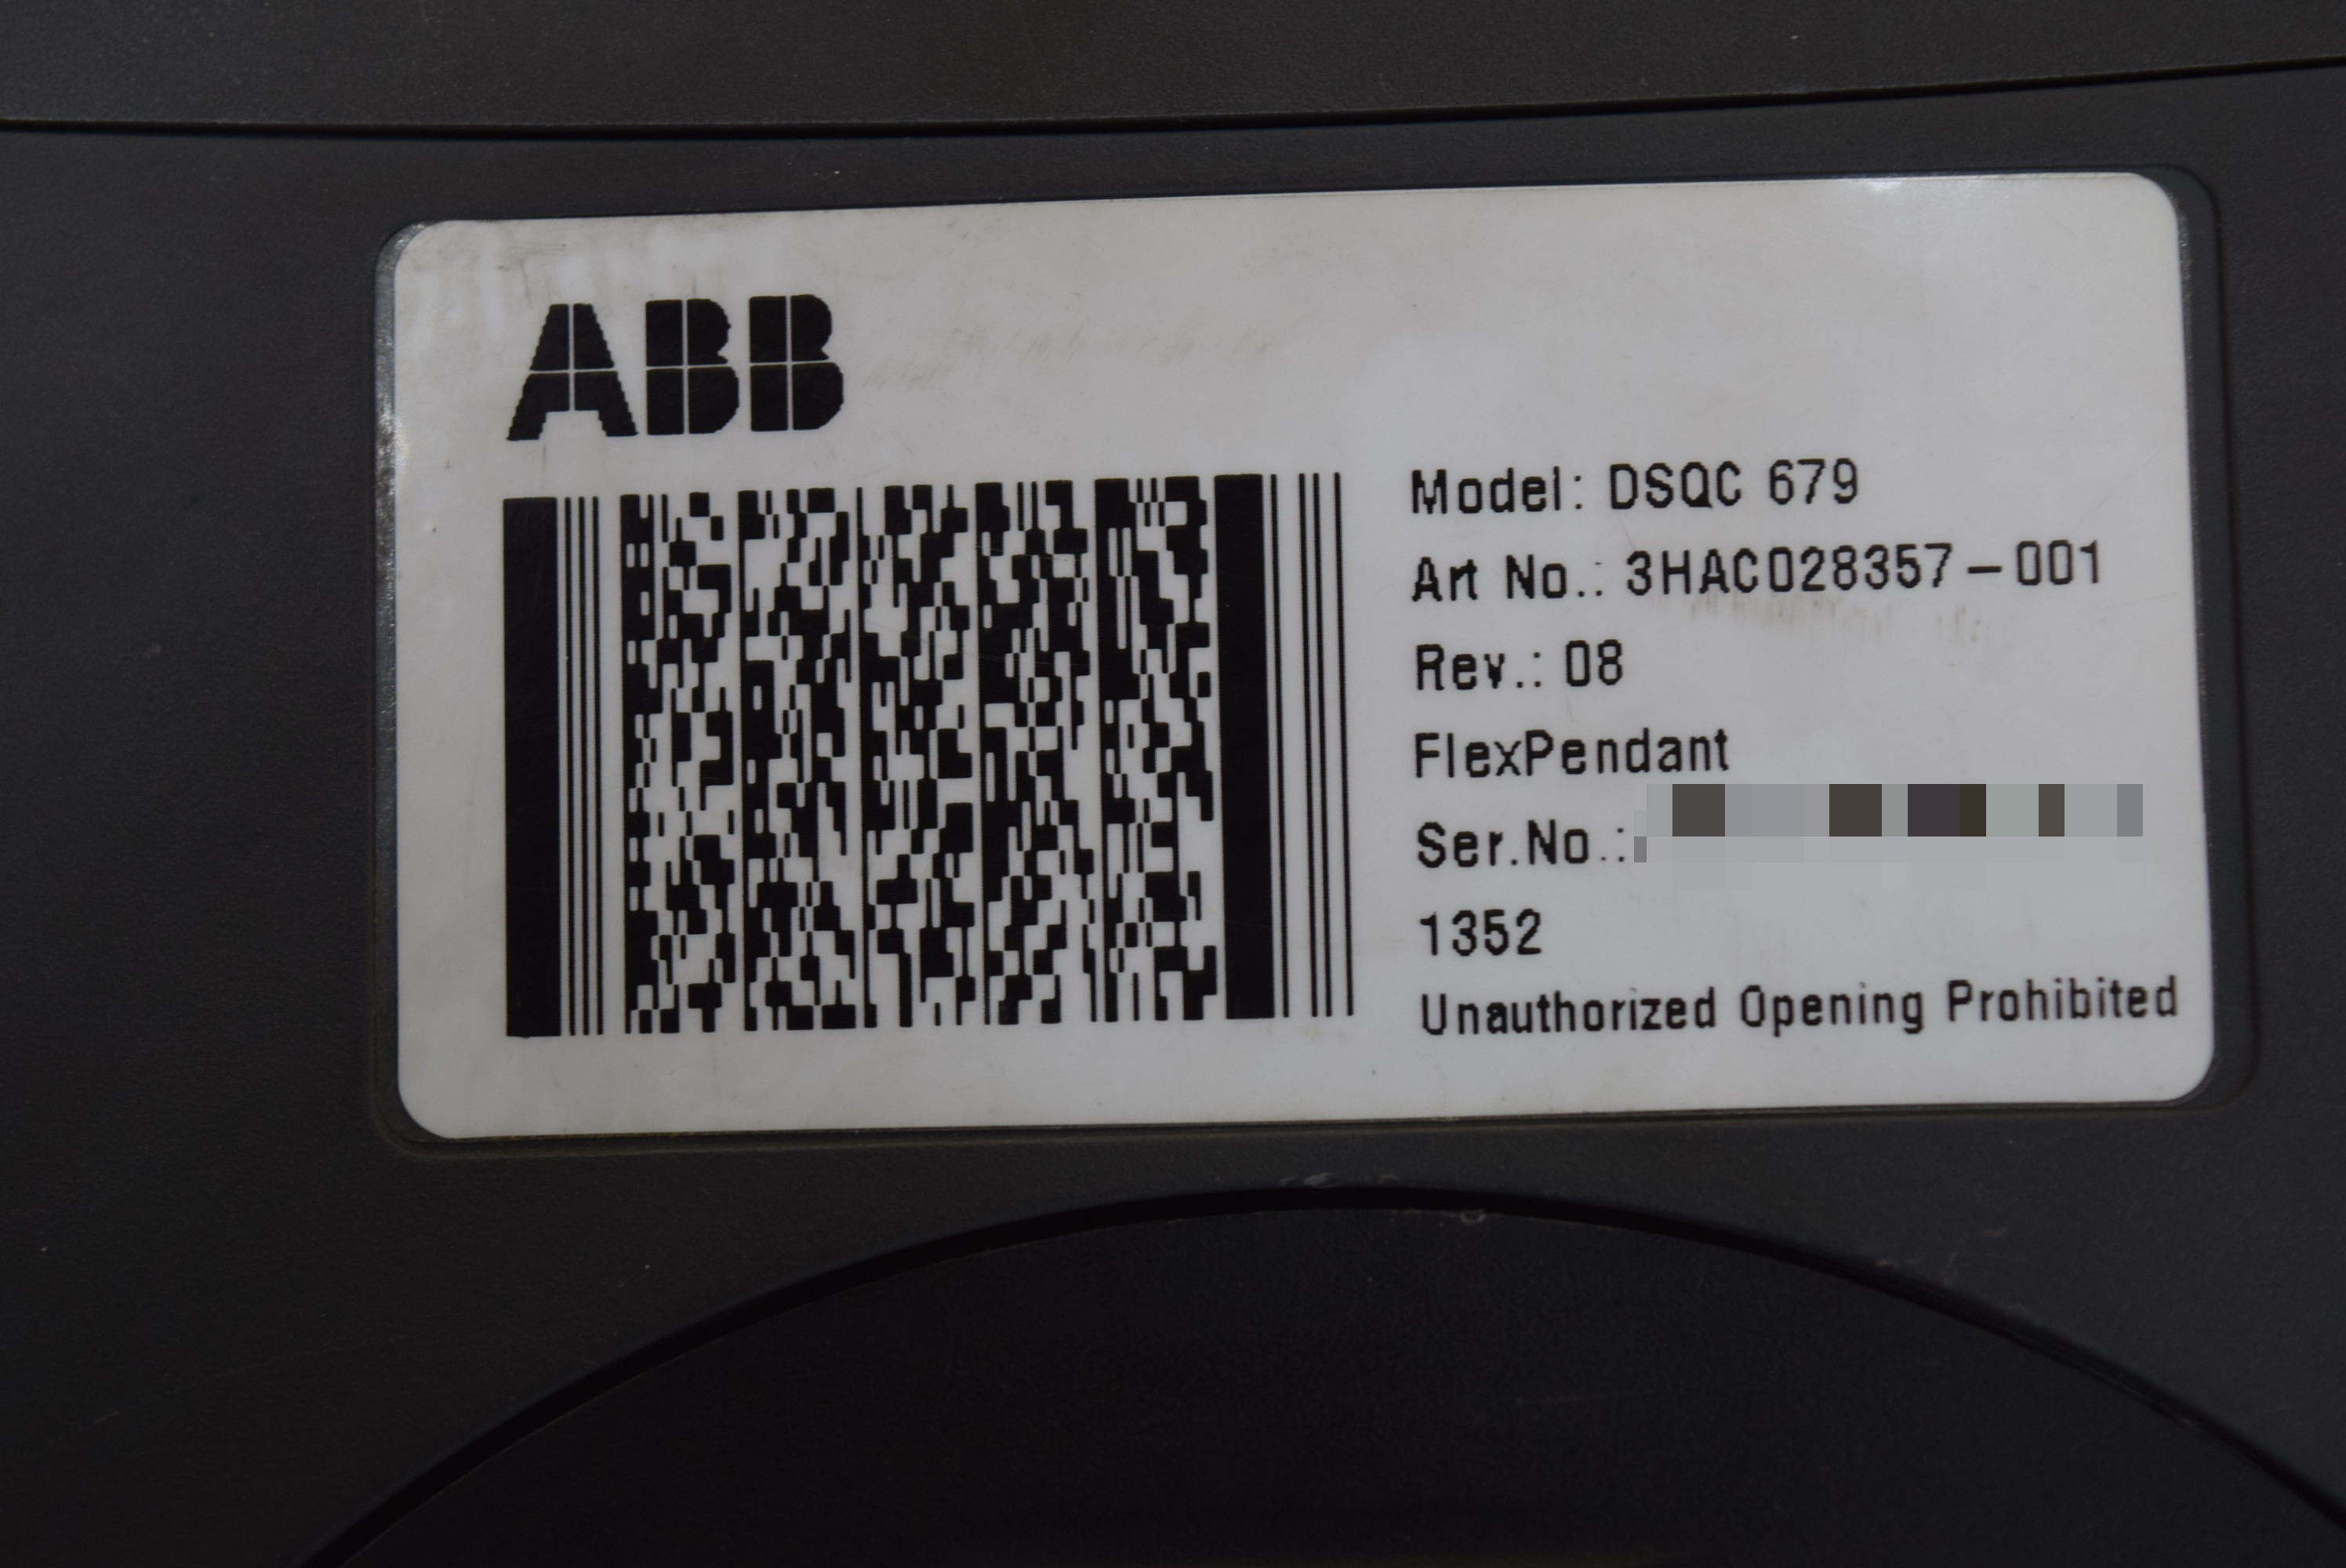 ABB
Model: DSQC 679
Art No.: 3HAC028357-001
Rev.: 08
FlexPendant
Ser.No.:
1352
Unauthorized Opening Prohibited